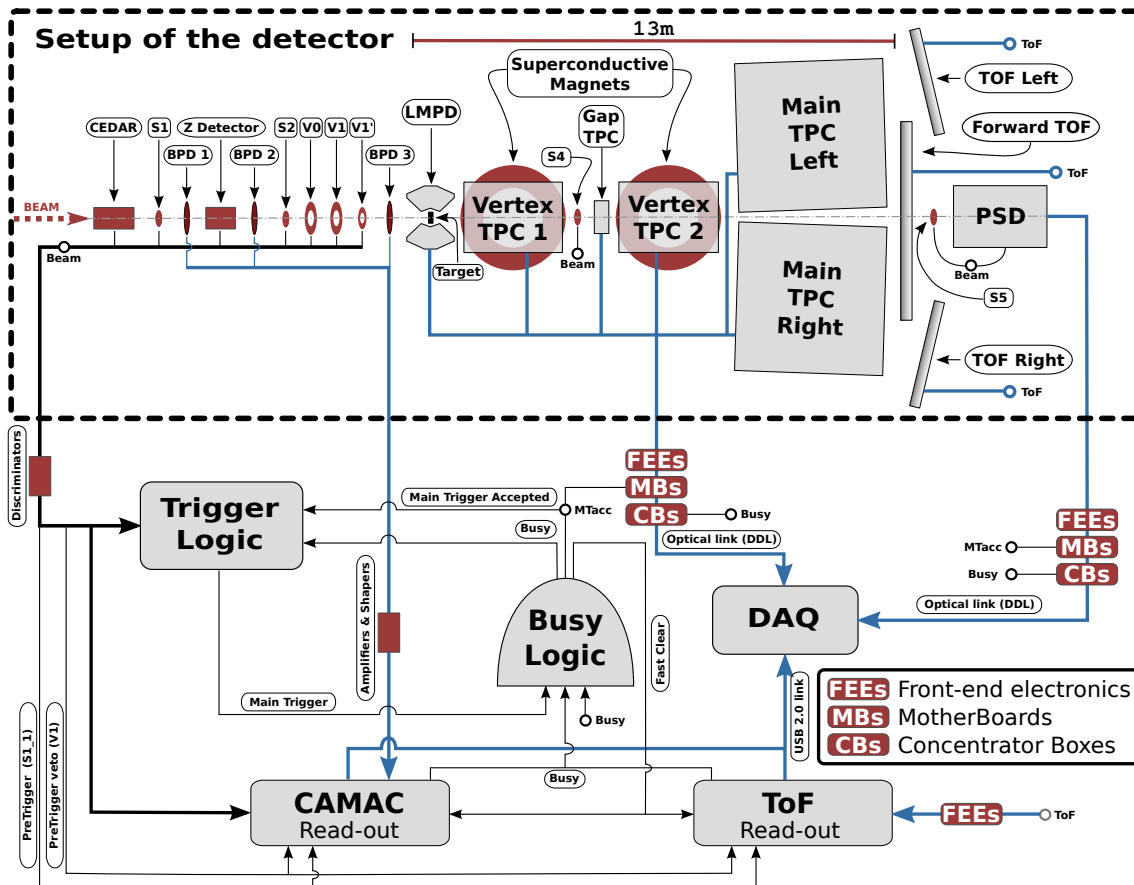 Setup of the detector
13m
ToF
Superconductive
Magnets
TOF Left
LMPD
Main
TPC
Left
Gap
TPC
Forward TOF
CEDAR
S1
Z Detector
S2
V0
V1
V1'
BPD 1
BPD 2
BPD 3
S4
ToF
BEAM
Vertex
TPC 1
Vertex
TPC 2
PSD
Beam
Target
Beam
Beam
Main
TPC
Right
S5
TOF Right
ToF
Discriminators
Trigger
Logic
Main Trigger Accepted
MTacc
Busy
FEEs
MBs
CBs
Busy
Optical link (DDL)
FEEs
MTacc
MBs
Busy
CBs
Optical link (DDL)
Amplifiers & Shapers
Busy
Logic
Fast Clear
DAQ
Main Trigger
Busy
USB 2.0 link
FEEs
Front-end electronics
MBs
MotherBoards
CBs
Concentrator Boxes
PreTrigger (S1_1)
PreTrigger veto (V1)
Busy
CAMAC
Read-out
ToF
Read-out
FEEs
ToF